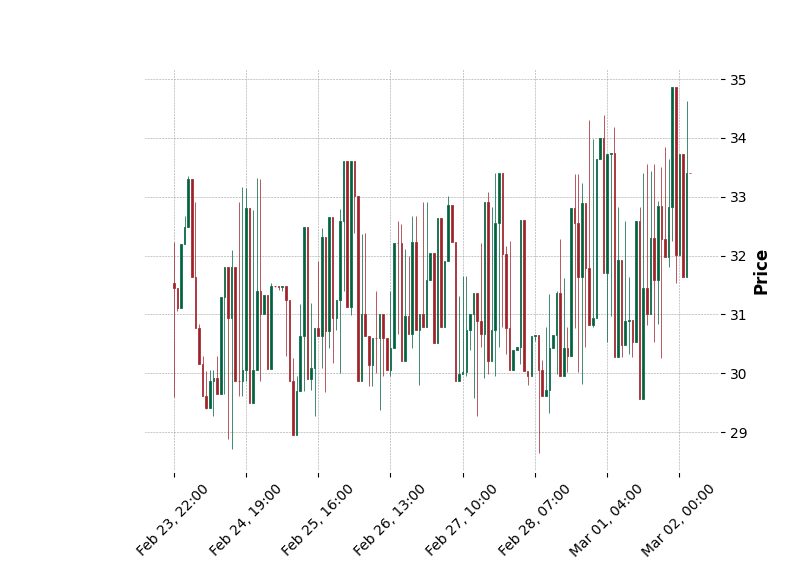 35
34
33
32
31
30
29
Price
Feb 23, 22:00
Feb 24, 19:00
Feb 25, 16:00
Feb 26, 13:00
Feb 27, 10:00
Feb 28, 07:00
Mar 01, 04:00
Mar 02, 00:00